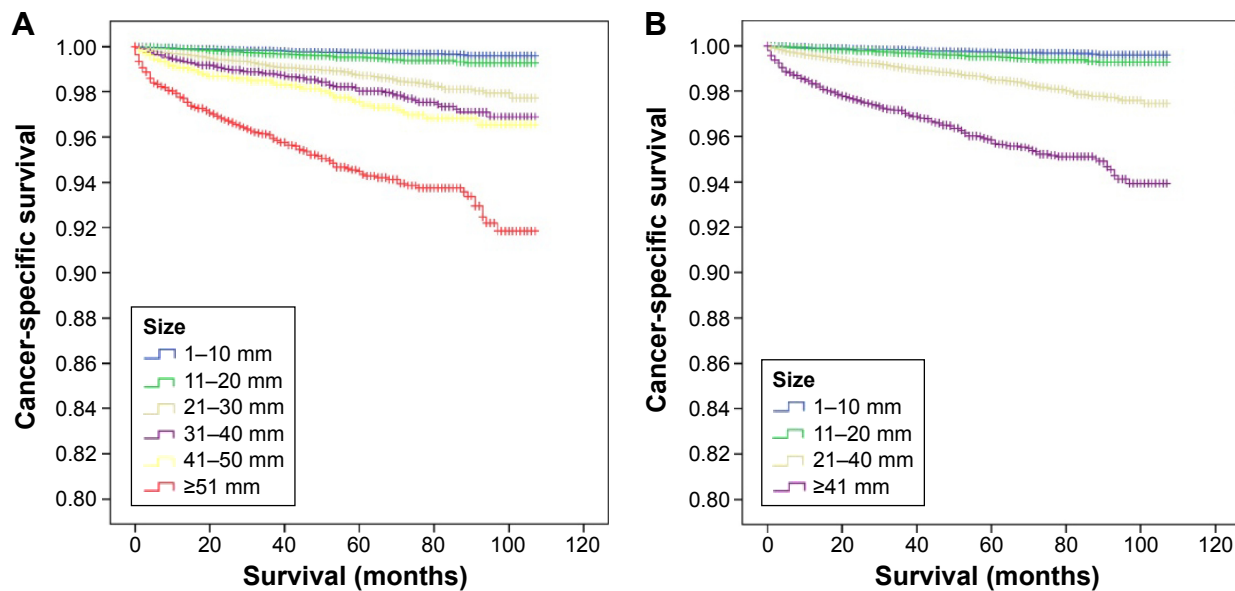 A
Cancer-specific survival
1.00
0.98
0.96
0.94
0.92
0.90
0.88
0.86
0.84
0.82
0.80
Size
1–10 mm
11–20 mm
21–30 mm
31–40 mm
41–50 mm
≥51 mm
0 20 40 60 80 100 120
Survival (months)
B
Cancer-specific survival
1.00
0.98
0.96
0.94
0.92
0.90
0.88
0.86
0.84
0.82
0.80
Size
1–10 mm
11–20 mm
21–40 mm
≥41 mm
0 20 40 60 80 100 120
Survival (months)